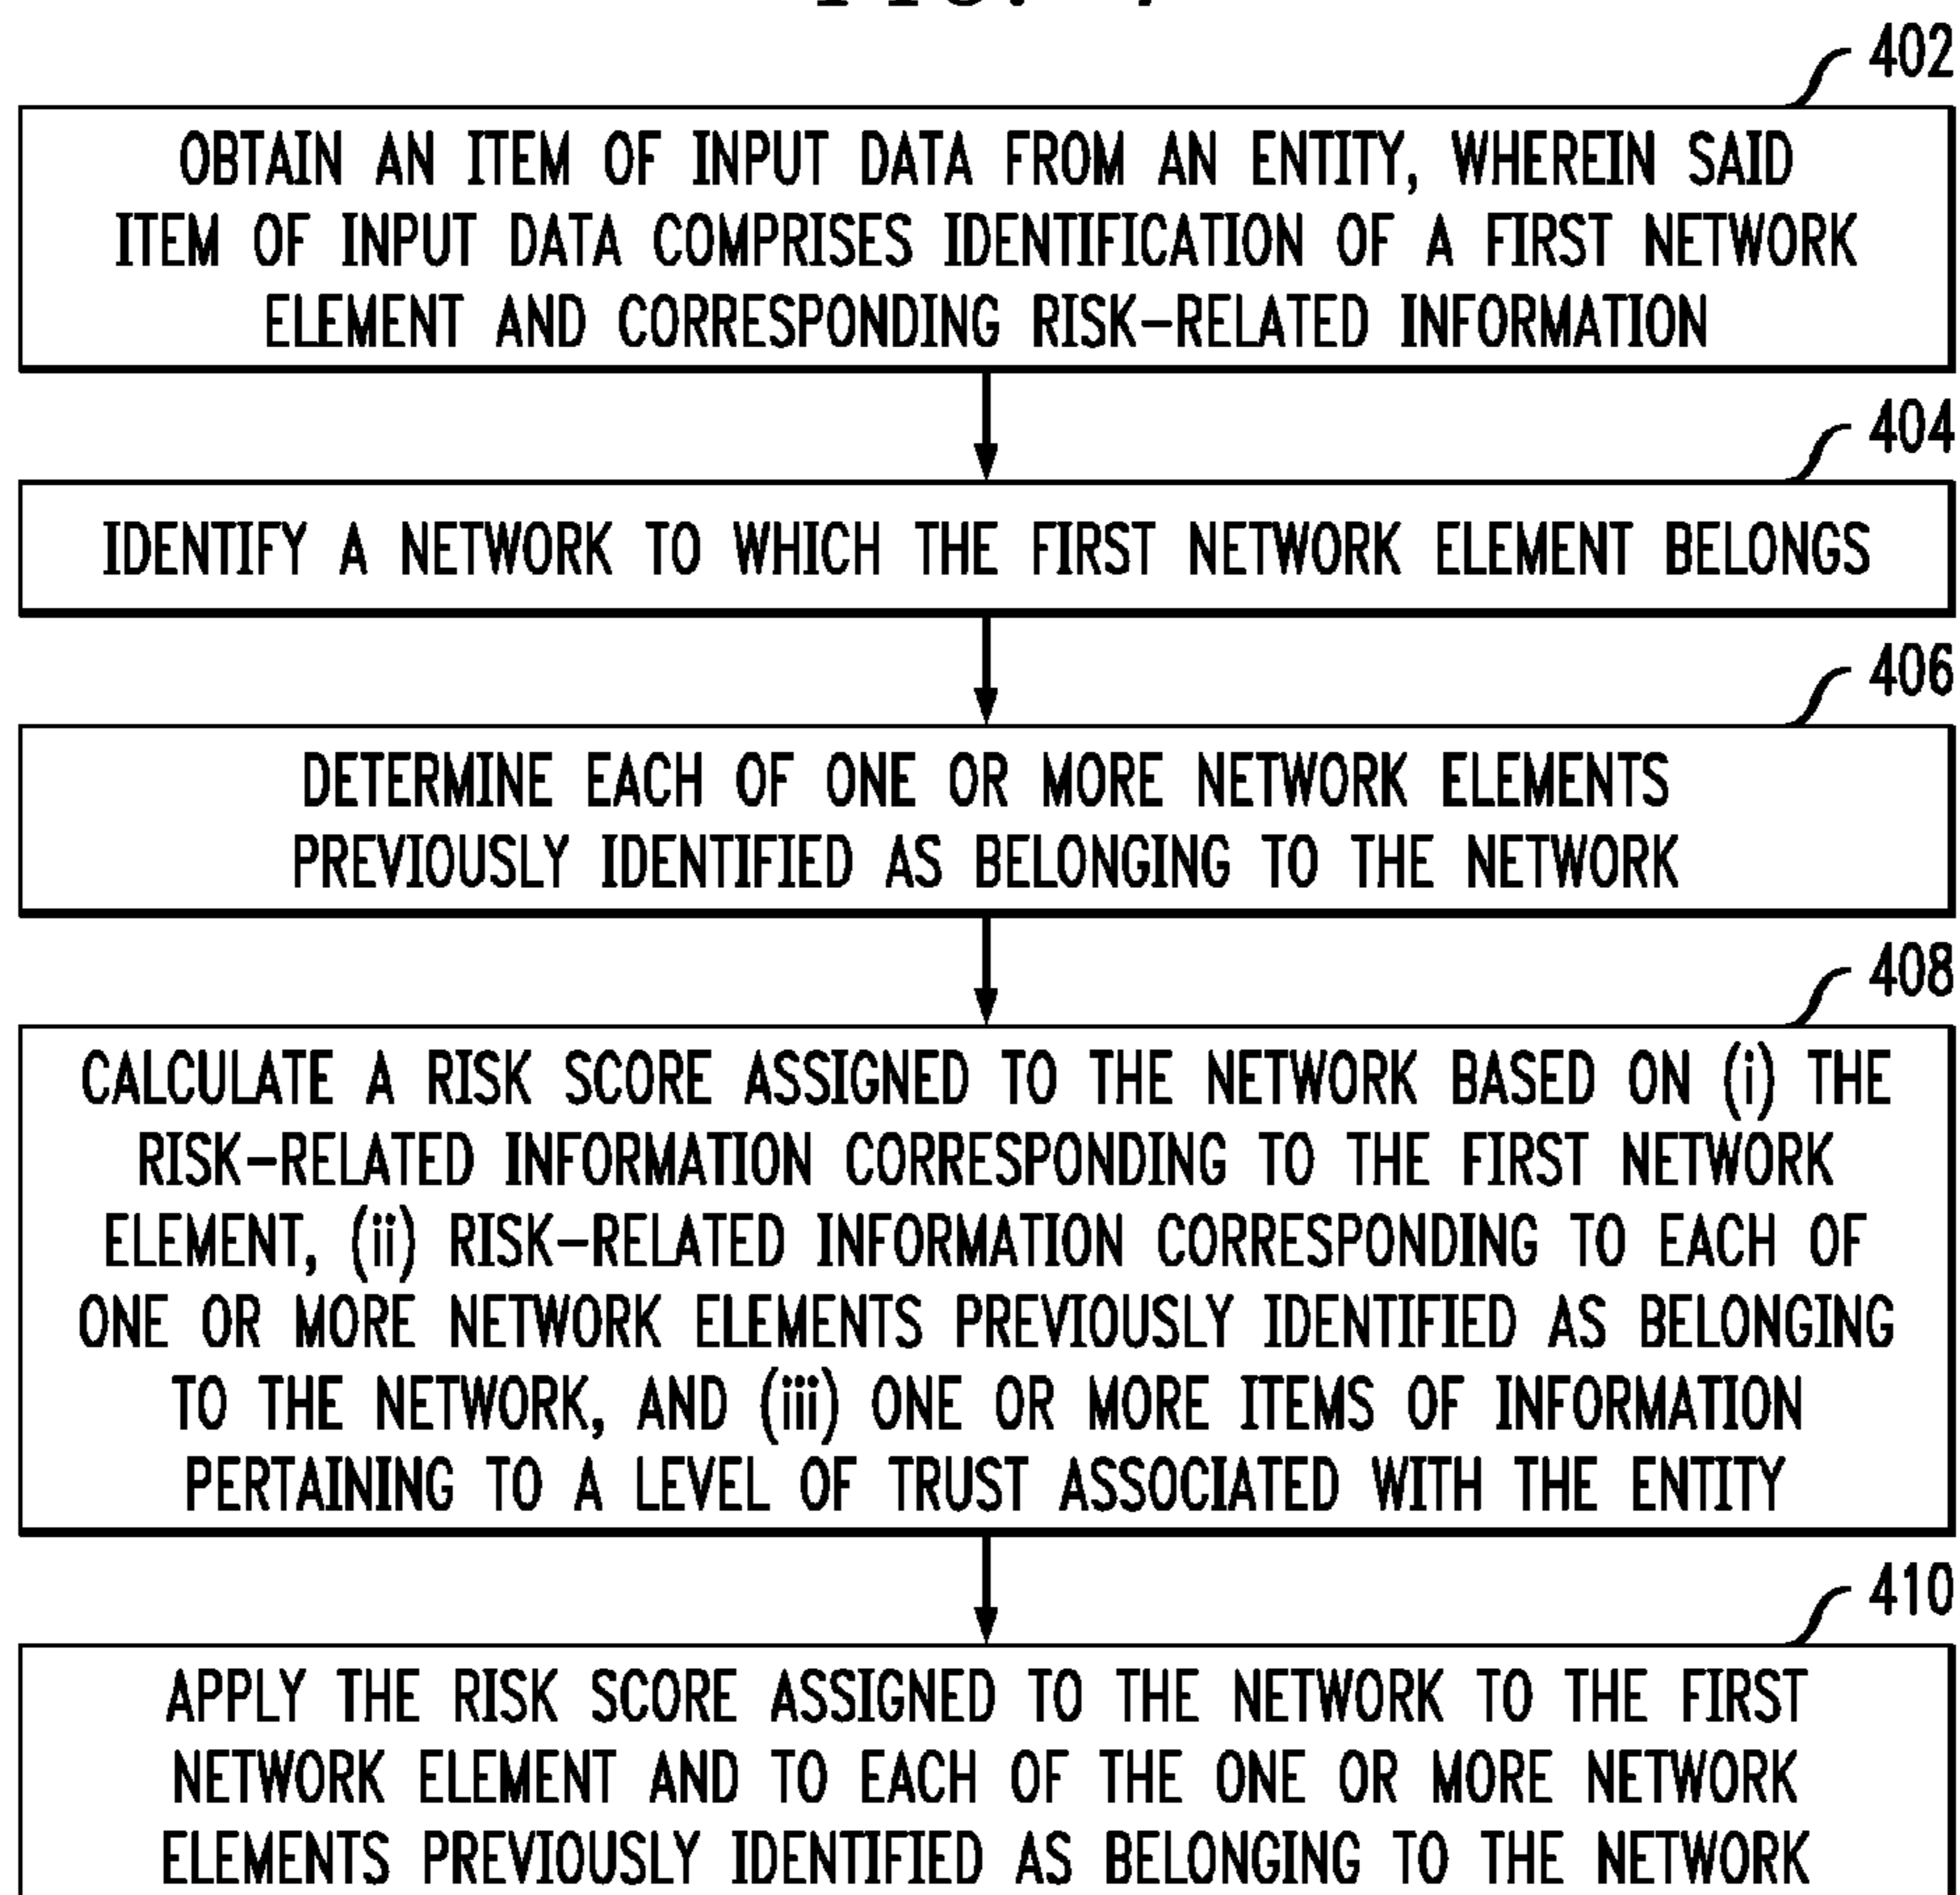 402
OBTAIN AN ITEM OF INPUT DATA FROM AN ENTITY, WHEREIN SAID
ITEM OF INPUT DATA COMPRISES IDENTIFICATION OF A FIRST NETWORK
ELEMENT AND CORRESPONDING RISK-RELATED INFORMATION
404
IDENTIFY A NETWORK TO WHICH THE FIRST NETWORK ELEMENT BELONGS
406
DETERMINE EACH OF ONE OR MORE NETWORK ELEMENTS
PREVIOUSLY IDENTIFIED AS BELONGING TO THE NETWORK
408
CALCULATE A RISK SCORE ASSIGNED TO THE NETWORK BASED ON (i) THE
RISK-RELATED INFORMATION CORRESPONDING TO THE FIRST NETWORK
ELEMENT, (ii) RISK-RELATED INFORMATION CORRESPONDING TO EACH OF
ONE OR MORE NETWORK ELEMENTS PREVIOUSLY IDENTIFIED AS BELONGING
TO THE NETWORK, AND (iii) ONE OR MORE ITEMS OF INFORMATION
PERTAINING TO A LEVEL OF TRUST ASSOCIATED WITH THE ENTITY
410
APPLY THE RISK SCORE ASSIGNED TO THE NETWORK TO THE FIRST
NETWORK ELEMENT AND TO EACH OF THE ONE OR MORE NETWORK
ELEMENTS PREVIOUSLY IDENTIFIED AS BELONGING TO THE NETWORK